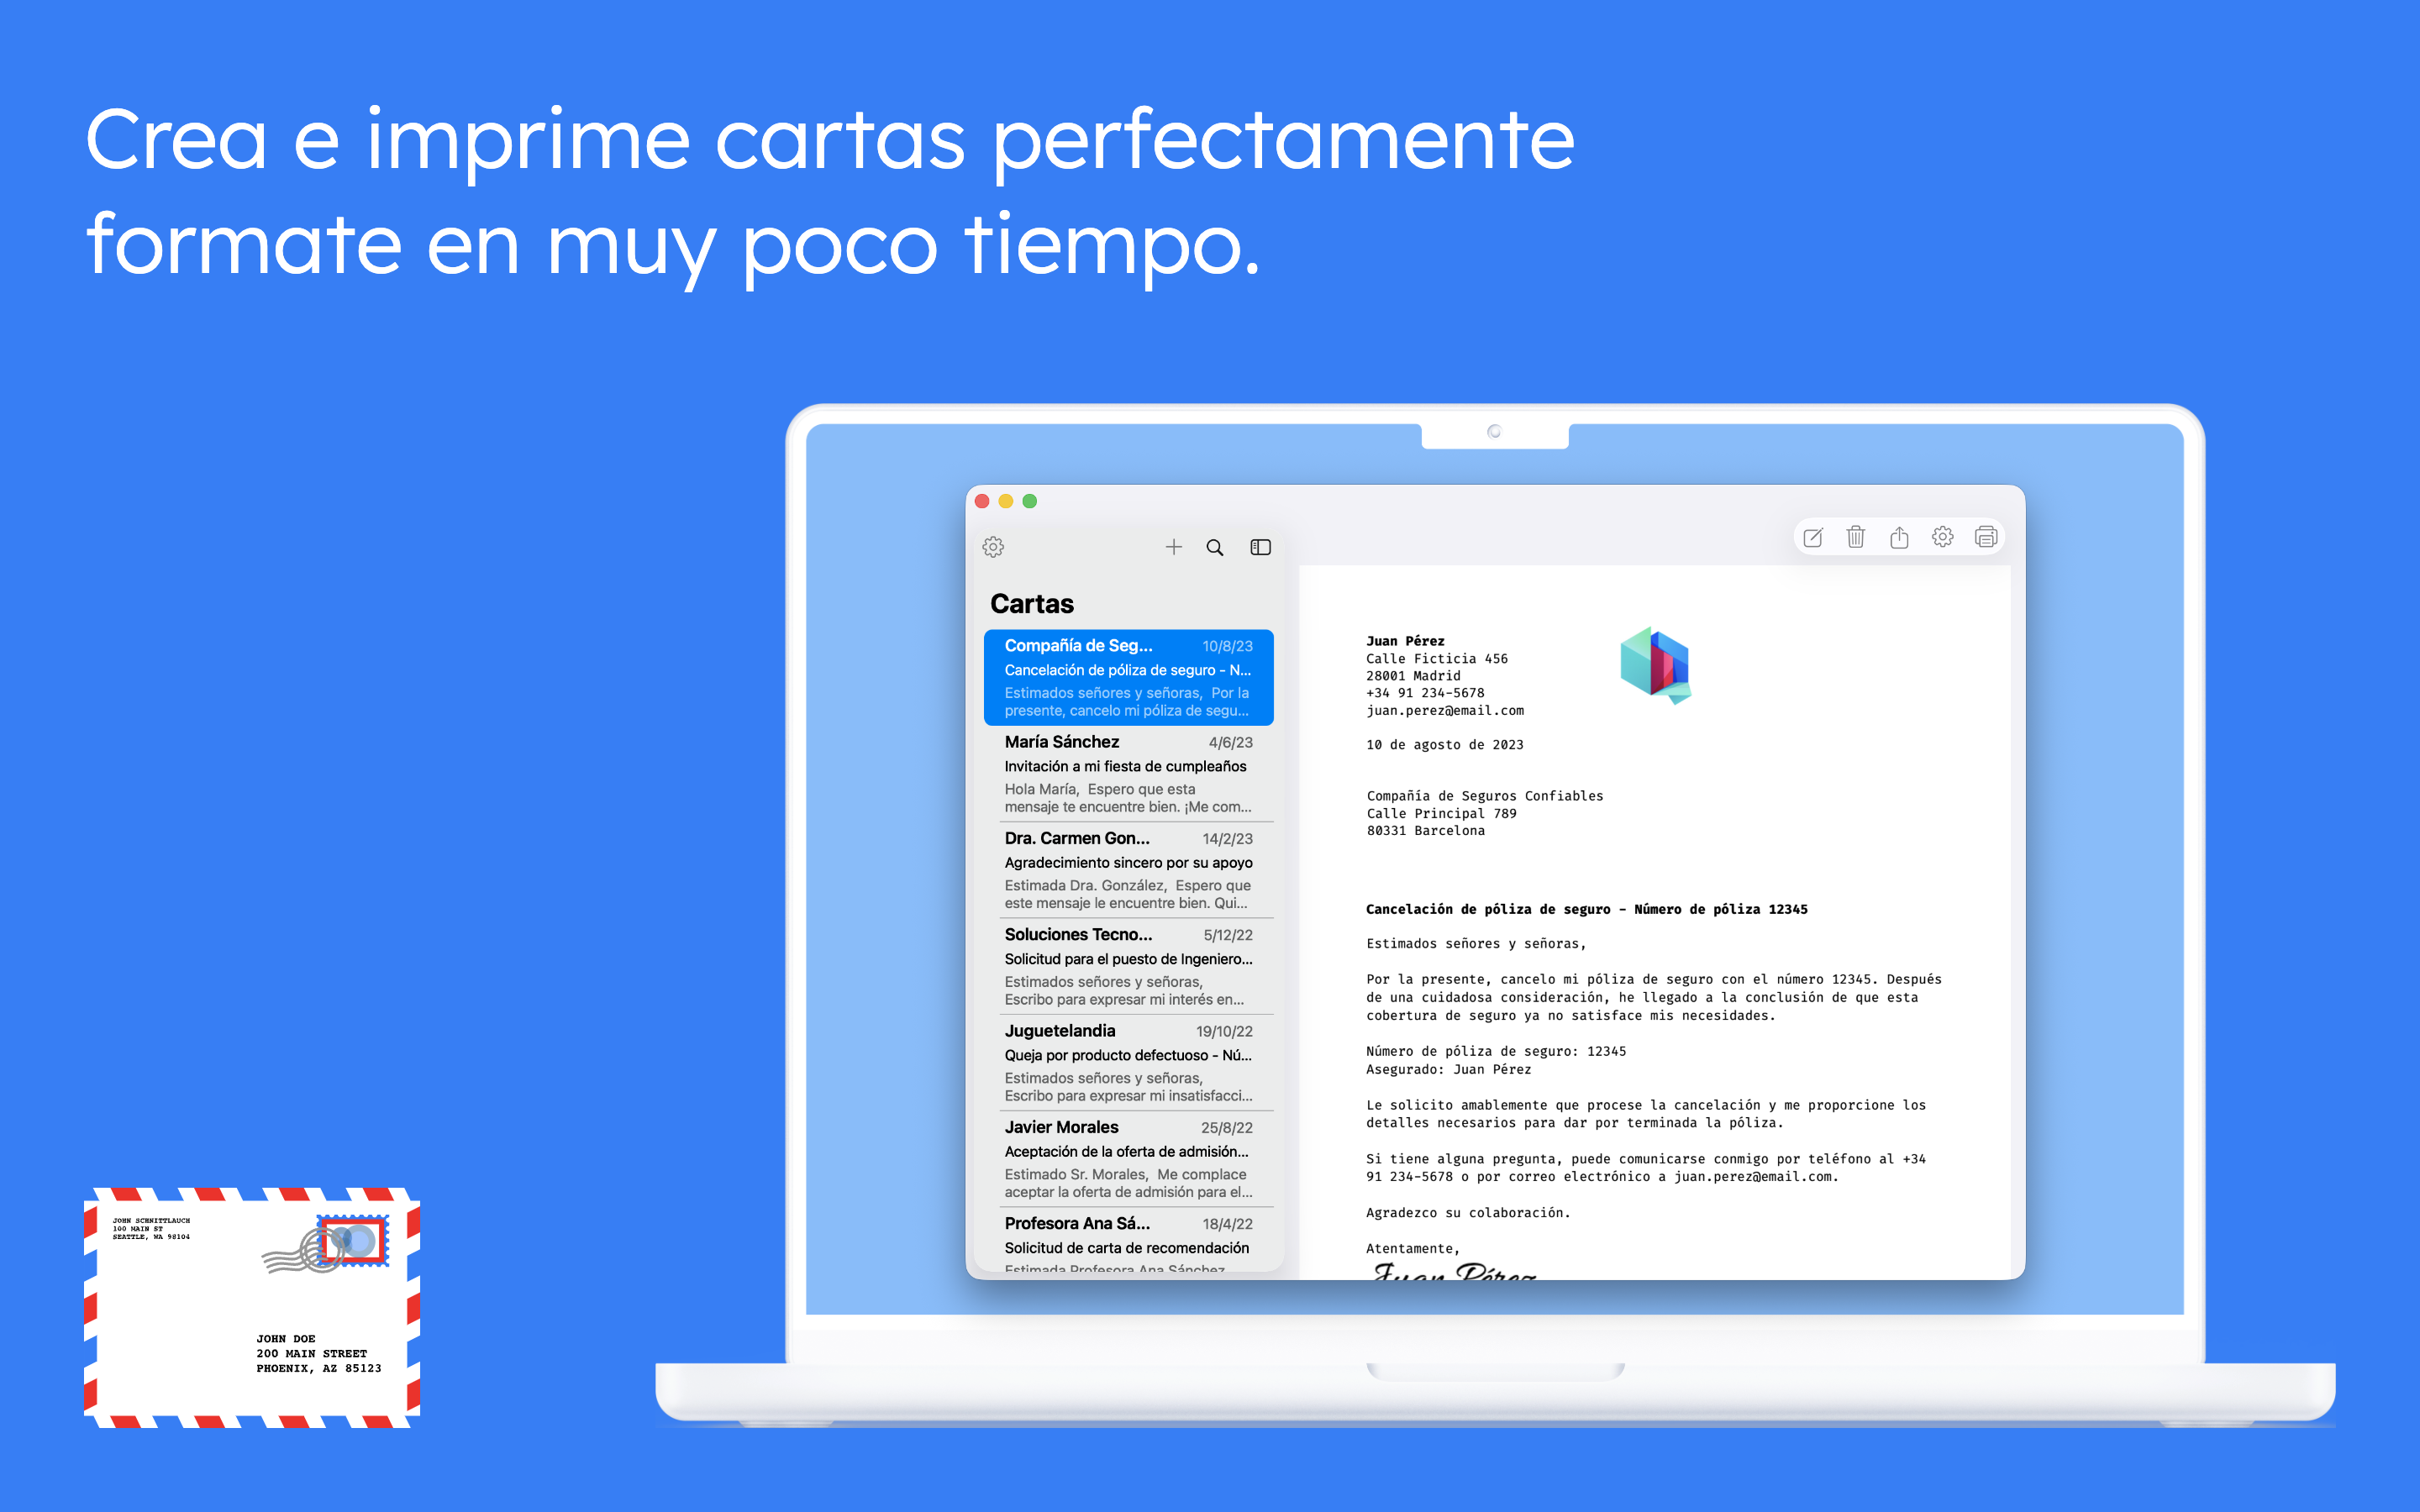 Crea e imprime cartas perfectamente
formate en muy poco tiempo.
Cartas
Compañía de Seg... 10/8/23
Cancelación de póliza de seguro - N...
Estimados señores y señoras, Por la
presente, cancelo mi póliza de segu...
María Sánchez 4/6/23
Invitación a mi fiesta de cumpleaños
Hola María, Espero que esta
mensaje te encuentre bien. ¡Me com...
Dra. Carmen Gon... 14/2/23
Agradecimiento sincero por su apoyo
Estimada Dra. González, Espero que
este mensaje le encuentre bien. Qui...
Soluciones Tecno... 5/12/22
Solicitud para el puesto de Ingeniero...
Estimados señores y señoras,
Escribo para expresar mi interés en...
Juguetelandia 19/10/22
Queja por producto defectuoso - Nú...
Estimados señores y señoras,
Escribo para expresar mi insatisfacci...
Javier Morales 25/8/22
Aceptación de la oferta de admisión...
Estimado Sr. Morales, Me complace
aceptar la oferta de admisión para el...
Profesora Ana Sá... 18/4/22
Solicitud de carta de recomendación
Estimada Profesora Ana Sánchez
Juan Pérez
Calle Ficticia 456
28001 Madrid
+34 91 234-5678
juan.perez@email.com
10 de agosto de 2023
Compañía de Seguros Confiables
Calle Principal 789
80331 Barcelona
Cancelación de póliza de seguro - Número de póliza 12345
Estimados señores y señoras,
Por la presente, cancelo mi póliza de seguro con el número 12345. Después
de una cuidadosa consideración, he llegado a la conclusión de que esta
cobertura de seguro ya no satisface mis necesidades.
Número de póliza de seguro: 12345
Asegurado: Juan Pérez
Le solicito amablemente que procese la cancelación y me proporcione los
detalles necesarios para dar por terminada la póliza.
Si tiene alguna pregunta, puede comunicarse conmigo por teléfono al +34
91 234-5678 o por correo electrónico a juan.perez@email.com.
Agradezco su colaboración.
Atentamente,
Juan Pérez
JOHN SCHNITTLAUCH
100 MAIN ST
SEATTLE, WA 98104
JOHN DOE
200 MAIN STREET
PHOENIX, AZ 85123